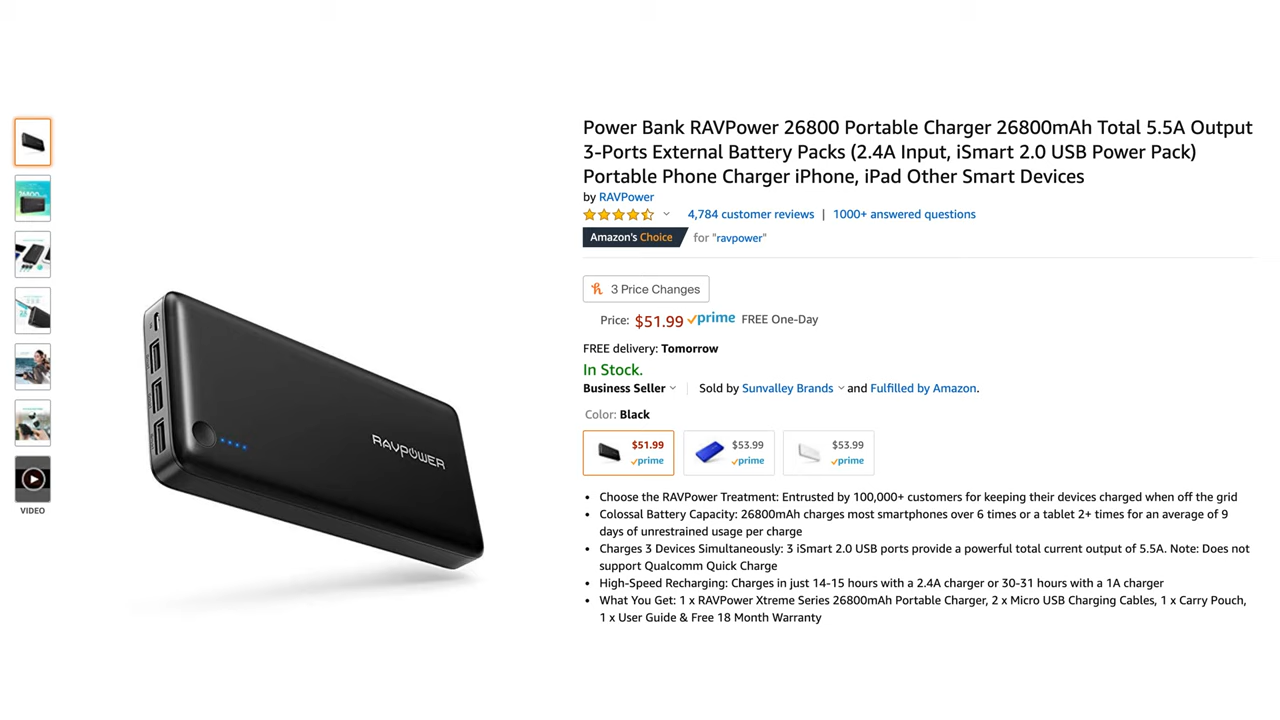 Power Bank RAVPower 26800 Portable Charger 26800mAh Total 5.5A Output
3-Ports External Battery Packs (2.4A Input, iSmart 2.0 USB Power Pack)
Portable Phone Charger iPhone, iPad Other Smart Devices
by RAVPower
4,784 customer reviews | 1000+ answered questions
Amazon's Choice for "ravpower"
3 Price Changes
Price: $51.99 prime FREE One-Day
FREE delivery: Tomorrow
In Stock.
Business Seller Sold by Sunvalley Brands and Fulfilled by Amazon.
Color: Black
$51.99 $53.99 $53.99
prime prime prime
• Choose the RAVPower Treatment: Entrusted by 100,000+ customers for keeping their devices charged when off the grid
• Colossal Battery Capacity: 26800mAh charges most smartphones over 6 times or a tablet 2+ times for an average of 9
days of unrestrained usage per charge
• Charges 3 Devices Simultaneously: 3 iSmart 2.0 USB ports provide a powerful total current output of 5.5A. Note: Does not
support Qualcomm Quick Charge
• High-Speed Recharging: Charges in just 14-15 hours with a 2.4A charger or 30-31 hours with a 1A charger
• What You Get: 1 x RAVPower Xtreme Series 26800mAh Portable Charger, 2 x Micro USB Charging Cables, 1 x Carry Pouch,
1 x User Guide & Free 18 Month Warranty
RAVPOWER
VIDEO